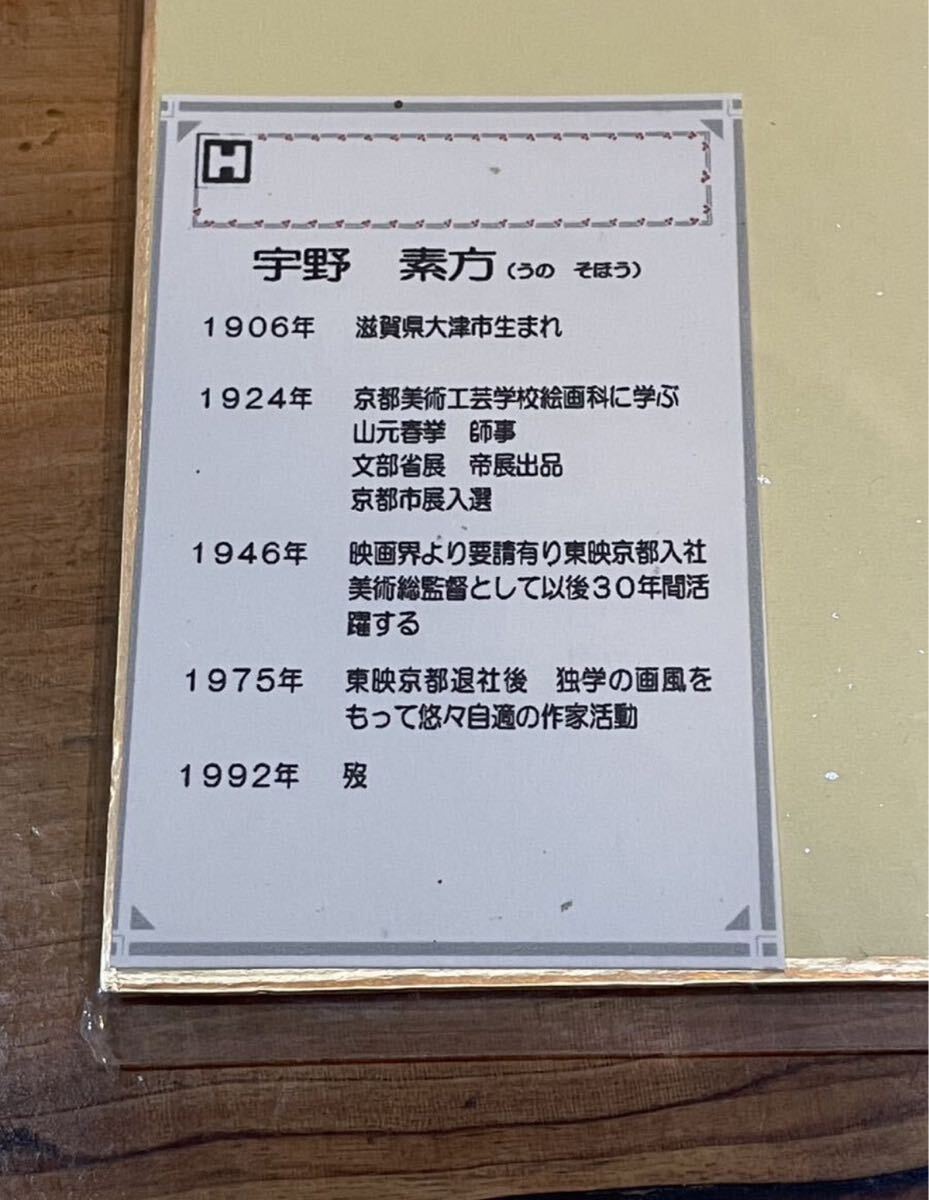 H
宇野　素方（うの　そほう）
1906年　滋賀県大津市生まれ
1924年　京都美術工芸学校絵画科に学ぶ
山元春挙　師事
文部省展　帝展出品
京都市展入選
1946年　映画界より要請有り東映京都入社
美術総監督として以後30年間活
躍する
1975年　東映京都退社後　独学の画風を
もって悠々自適の作家活動
1992年　歿